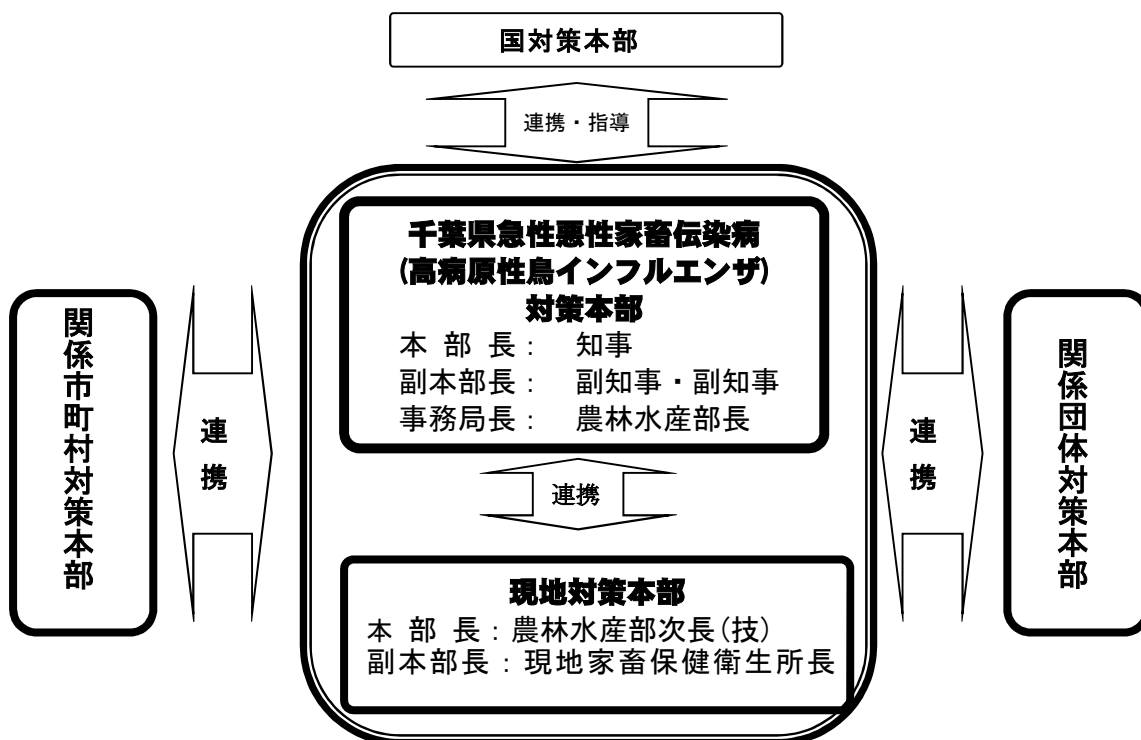 国対策本部
連携・指導
千葉県急性悪性家畜伝染病
(高病原性鳥インフルエンザ)
対策本部
本 部 長： 知事
副本部長： 副知事・副知事
事務局長： 農林水産部長
関係市町村対策本部
連携
連携
関係団体対策本部
連携
現地対策本部
本 部 長：農林水産部次長(技)
副本部長：現地家畜保健衛生所長